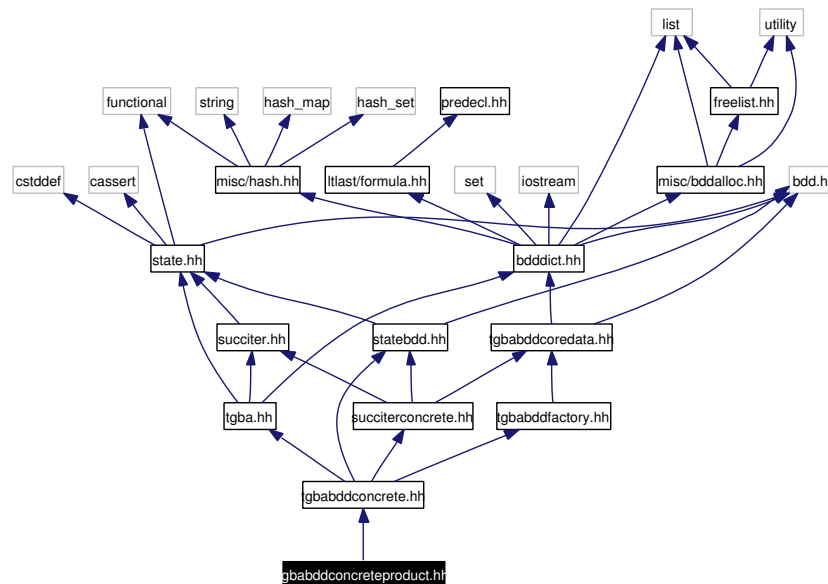 list utility
functional string hash_map hash_set predecl.hh freelist.hh
cstddef cassert misc/hash.hh ltlast/formula.hh set iostream misc/bddalloc.hh bdd.h
state.hh bdddict.hh
succiter.hh statebdd.hh tgbabddcoredata.hh
tgba.hh succiterconcrete.hh tgbabddfactory.hh
tgbabddconcrete.hh
gbabddconcreteproduct.hh